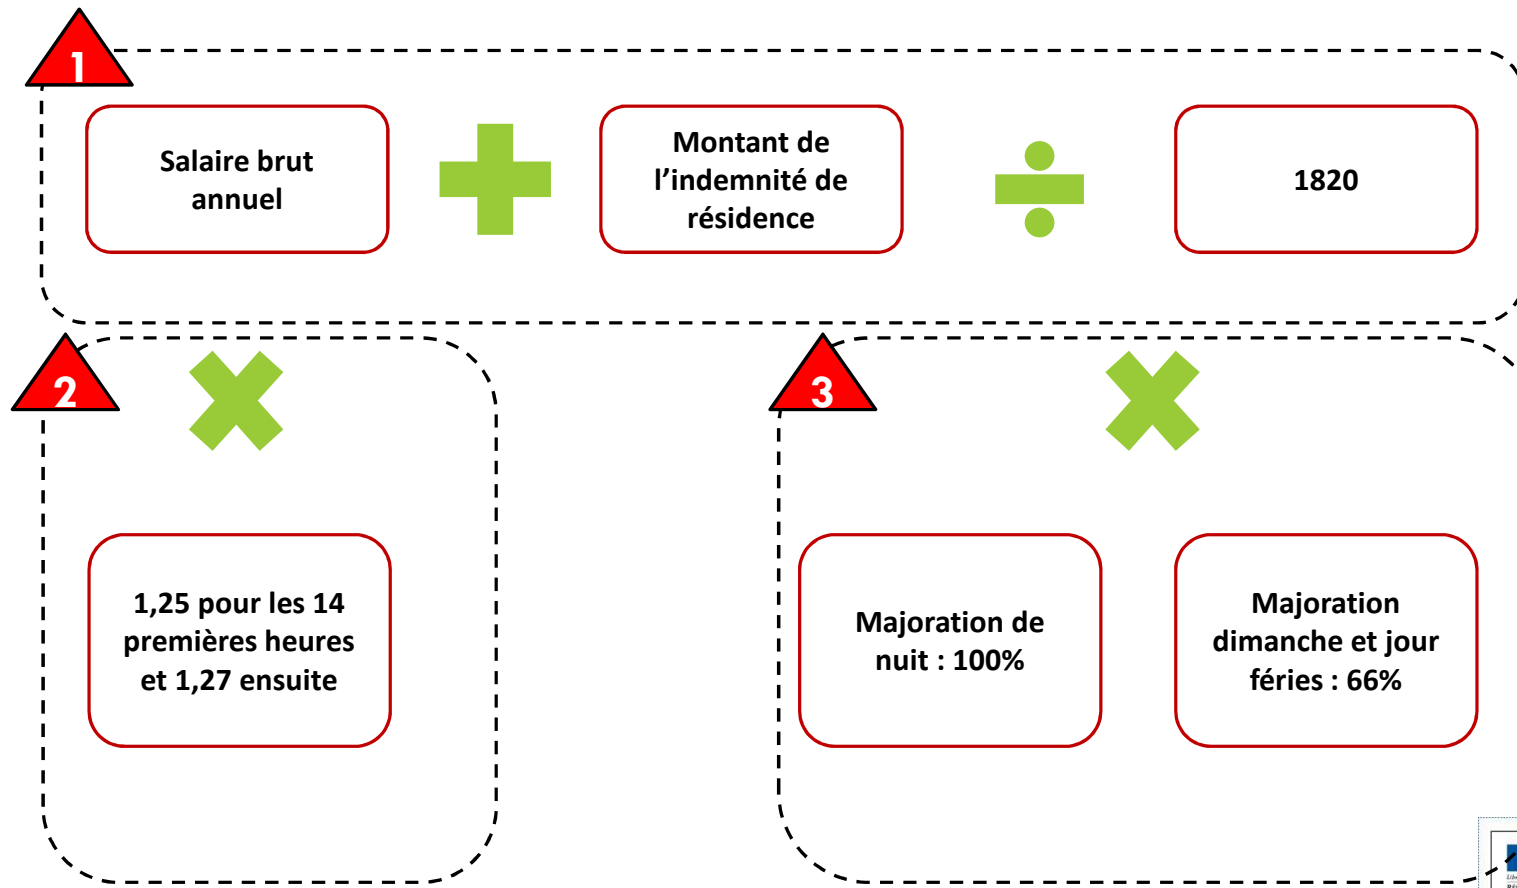 1
Salaire brut
annuel
Montant de
l’indemnité de
résidence
1820
2
1,25 pour les 14
premières heures
et 1,27 ensuite
3
Majoration de
nuit : 100%
Majoration
dimanche et jour
féries : 66%